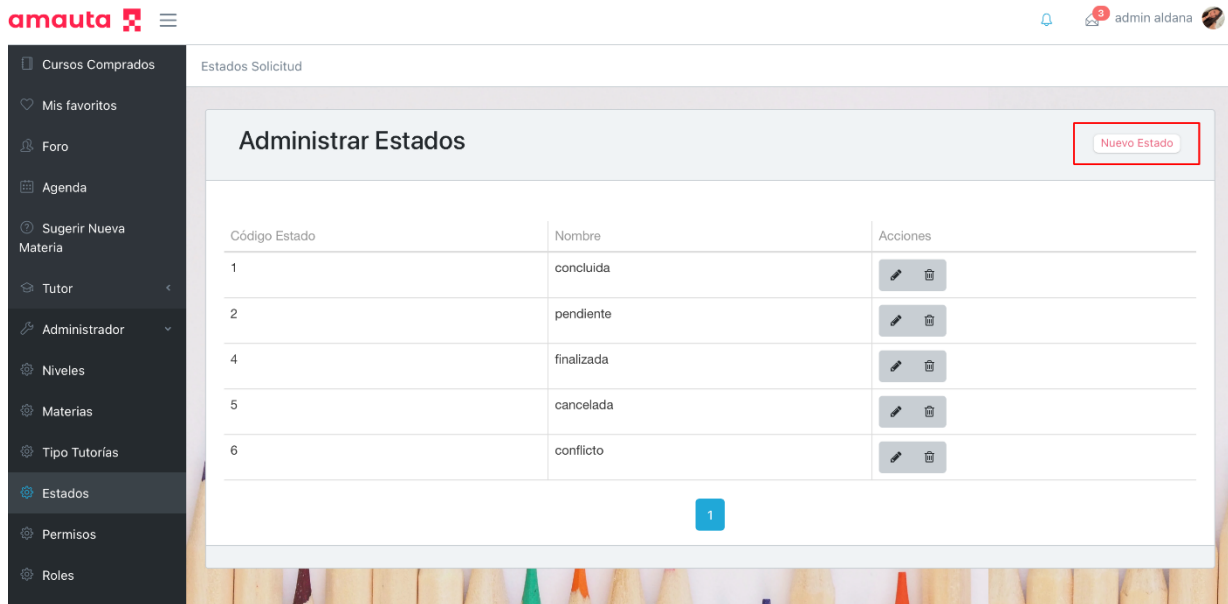 amauta
3
admin aldana
Cursos Comprados
Mis favoritos
Foro
Agenda
Sugerir Nueva
Materia
Tutor
Administrador
Niveles
Materias
Tipo Tutorías
Estados
Permisos
Roles
Estados Solicitud
Administrar Estados
Nuevo Estado
Código Estado Nombre Acciones
1 concluida
2 pendiente
4 finalizada
5 cancelada
6 conflicto
1